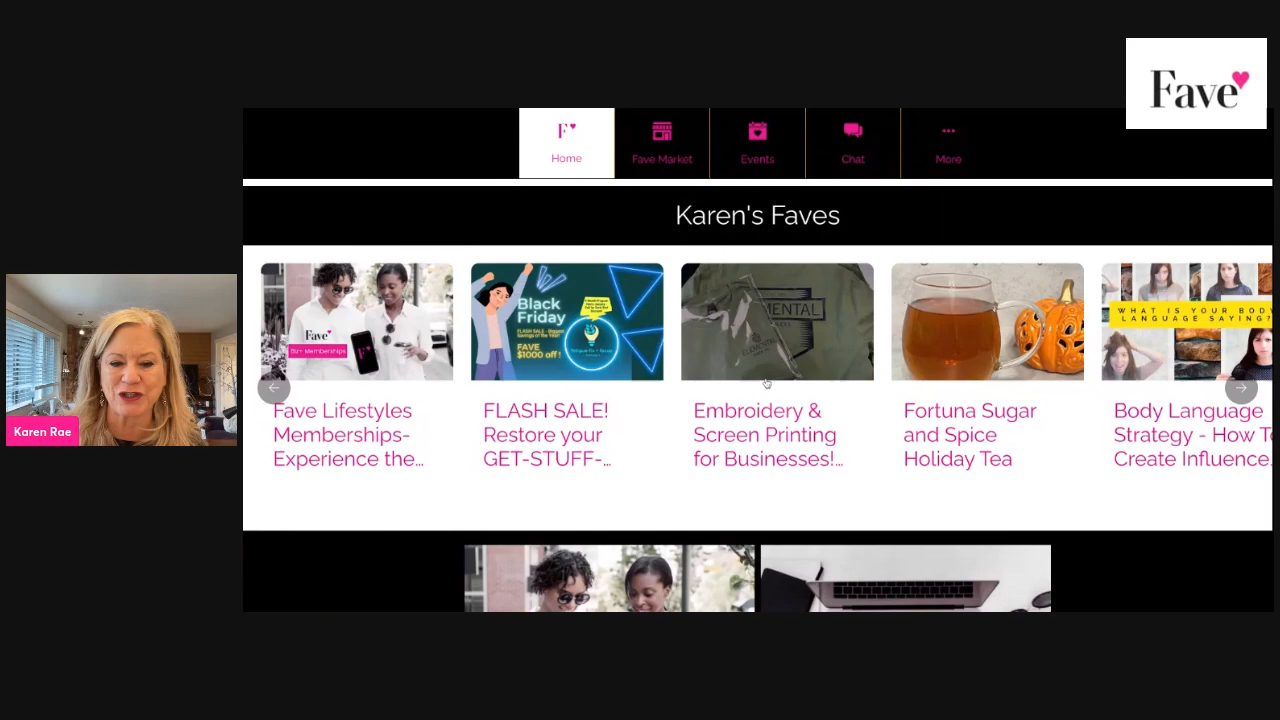 Fave
Home
Fave Market
Events
Chat
More
Karen's Faves
Fave
Black
Friday
FAVE
$1000 off!
MENTAL
WHAT IS YOUR BODY
LANGUAGE SAYING?
Fave Lifestyles
Memberships-
Experience the...
FLASH SALE!
Restore your
GET-STUFF-...
Embroidery &
Screen Printing
for Businesses!...
Fortuna Sugar
and Spice
Holiday Tea
Body Language
Strategy - How To
Create Influence.
Karen Rae